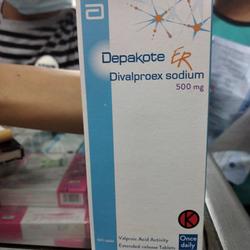 Depakote ER
Divalproex sodium
500 mg
K
Valproic Acid Activity
Extended release Tablets
Once
daily